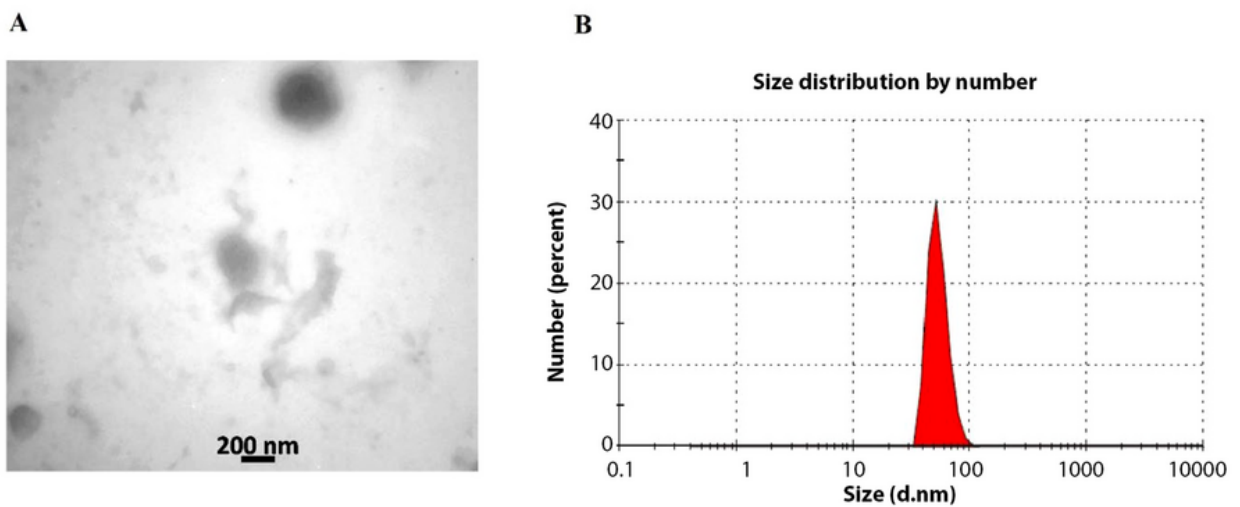 A
B
200 nm
Size distribution by number
Number (percent)
40
30
20
10
0
0.1
1
10
100
1000
10000
Size (d.nm)